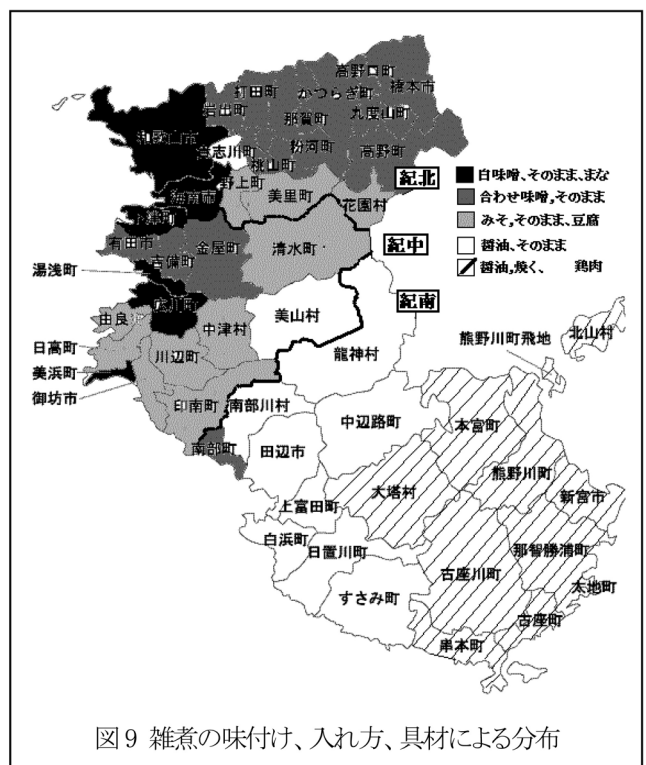 高野口町
橋本市
打田町
かつらぎ町
岩出町
九度山町
那賀町
和歌山市
粉河町
高野町
貴志川町
桃山町
野上町
海南市
美里町
花園村
下津町
有田市
金屋町
清水町
吉備町
湯浅町
広川町
由良
中津村
美山村
日高町
川辺町
龍神村
美浜町
御坊市
印南町
南部川村
南部町
田辺市
中辺路町
本宮町
熊野川町飛地
北山村
熊野川町
大塔村
新宮市
上富田町
白浜町
日置川町
那智勝浦町
古座川町
太地町
すさみ町
古座町
串本町
紀北
紀中
紀南
白味噌、そのまま、まな
合わせ味噌,そのまま
みそ,そのまま、豆腐
醤油、そのまま
醤油,焼く、 鶏肉
図9 雑煮の味付け、入れ方、具材による分布